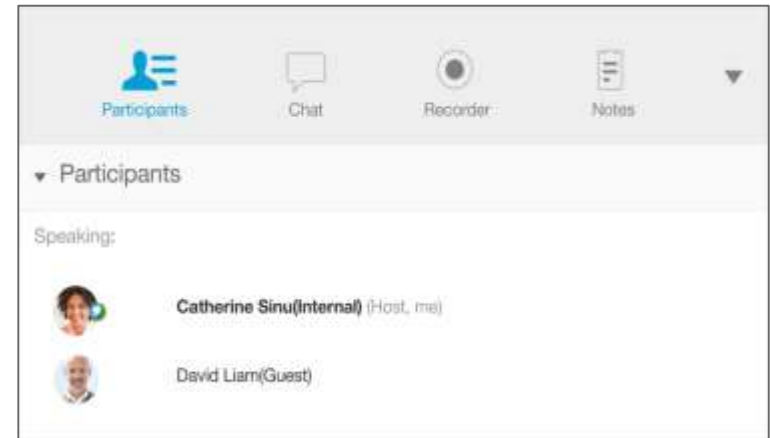 Participants Chat Recorder Notes
Participants
Speaking:
Catherine Sinu(Internal) (Host, me)
David Liam(Guest)